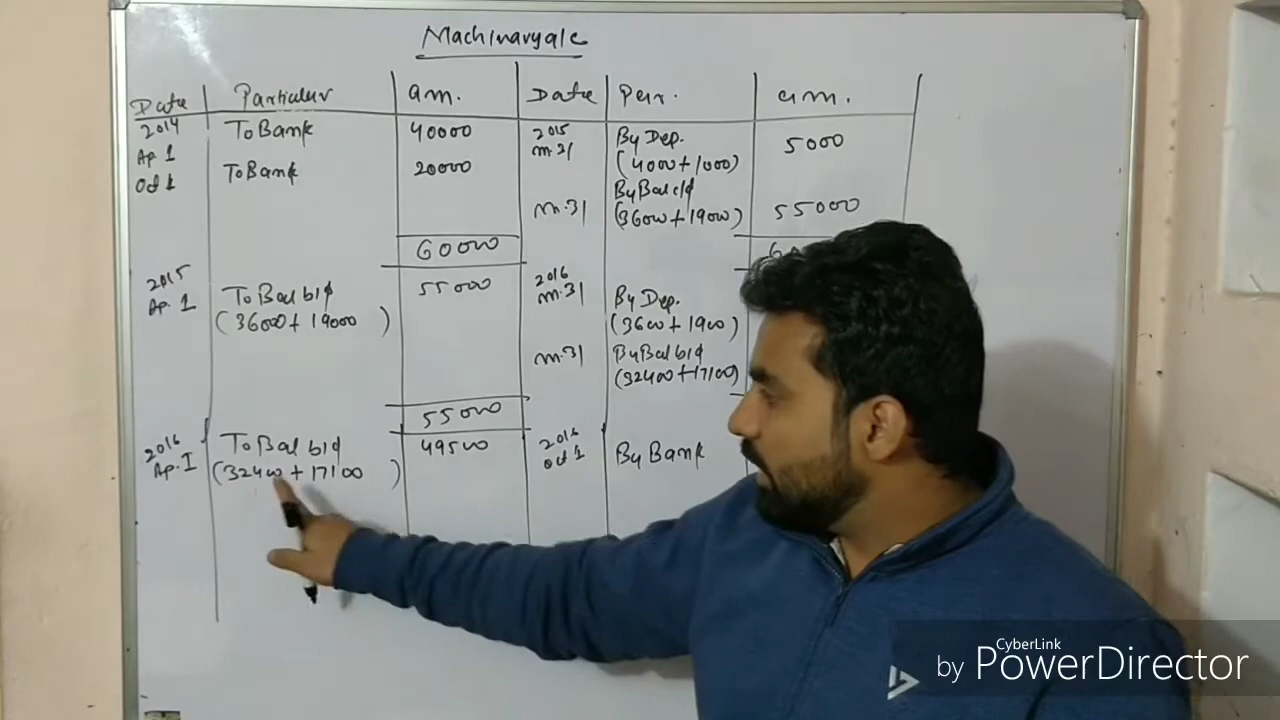 Machinarya/c
Date Particular am. Date Par. am.
2014 To Bank 40000 2015 By Dep. 5000
Ap. 1 m.31 (4000+1000)
Oct 1 To Bank 20000
By Bal c/d
m.31 (36000+19000) 55000
60000
2015 To Bal b/d 55000 2016 By Dep.
Ap. 1 (36000+19000) m.31 (3600+1900)
m.31 By Bal b/d
(32400+17100)
55000
2016 To Bal b/d 49500 2016 By Bank
Ap. 1 (32400+17100) Oct 1
CyberLink
by PowerDirector